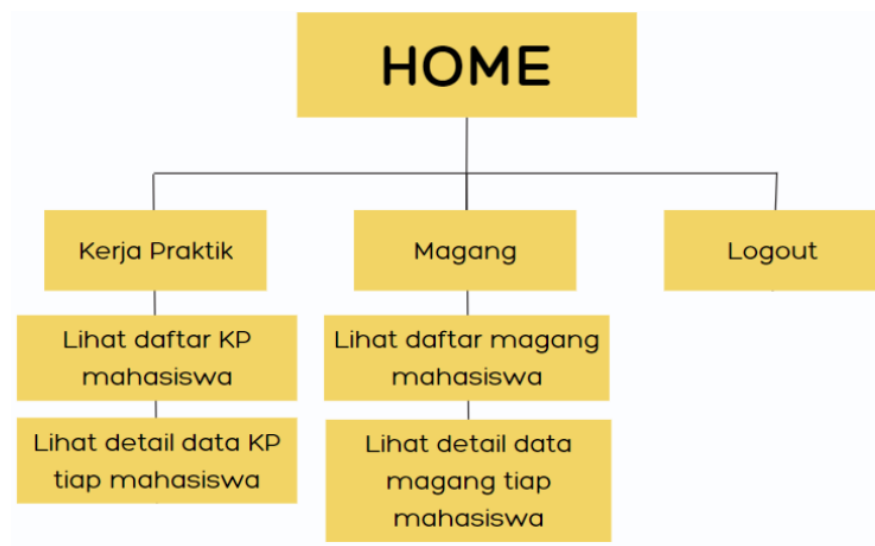 HOME
Kerja Praktik
Magang
Logout
Lihat daftar KP
mahasiswa
Lihat daftar magang
mahasiswa
Lihat detail data KP
tiap mahasiswa
Lihat detail data
magang tiap
mahasiswa